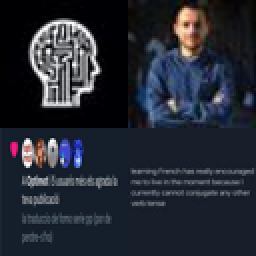 A Optimot i 5 usuaris més els agrada la
teva publicació
la traducció de fomo seria pp (por de
perdre-s'ho)
learning French has really encouraged
me to live in the moment because I
currently cannot conjugate any other
verb tense